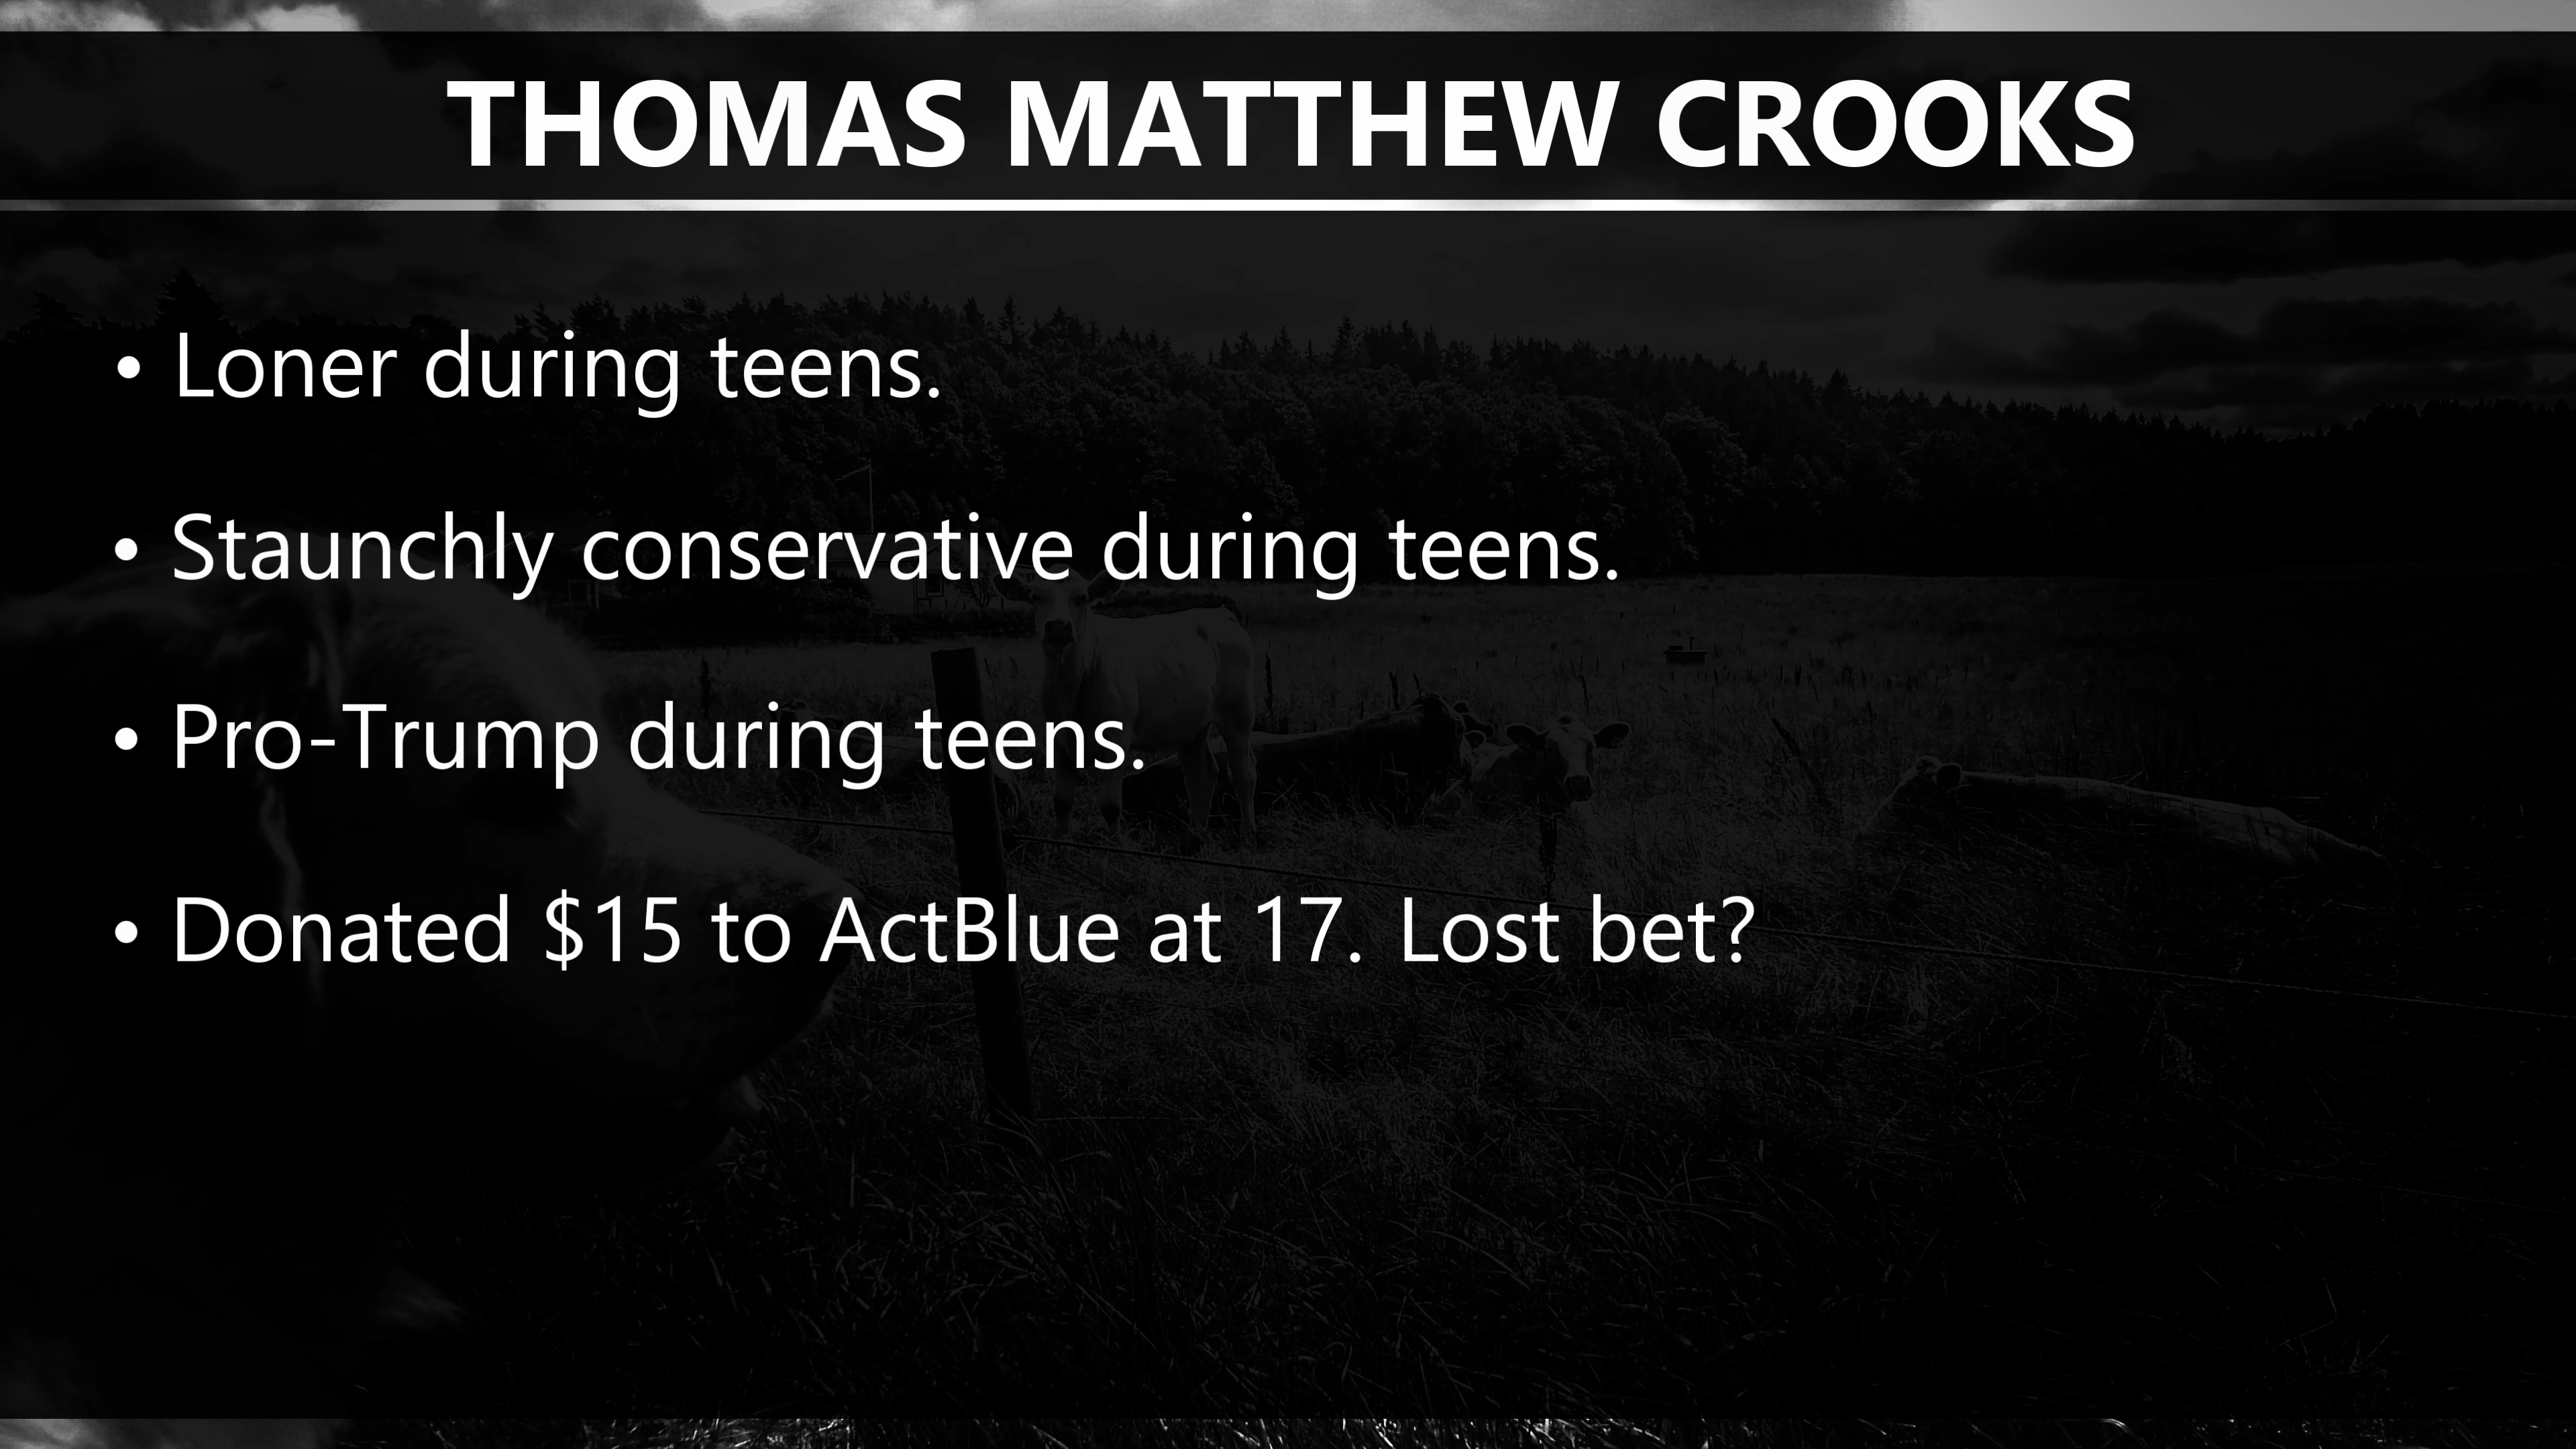 THOMAS MATTHEW CROOKS
• Loner during teens.
• Staunchly conservative during teens.
• Pro-Trump during teens.
• Donated $15 to ActBlue at 17. Lost bet?